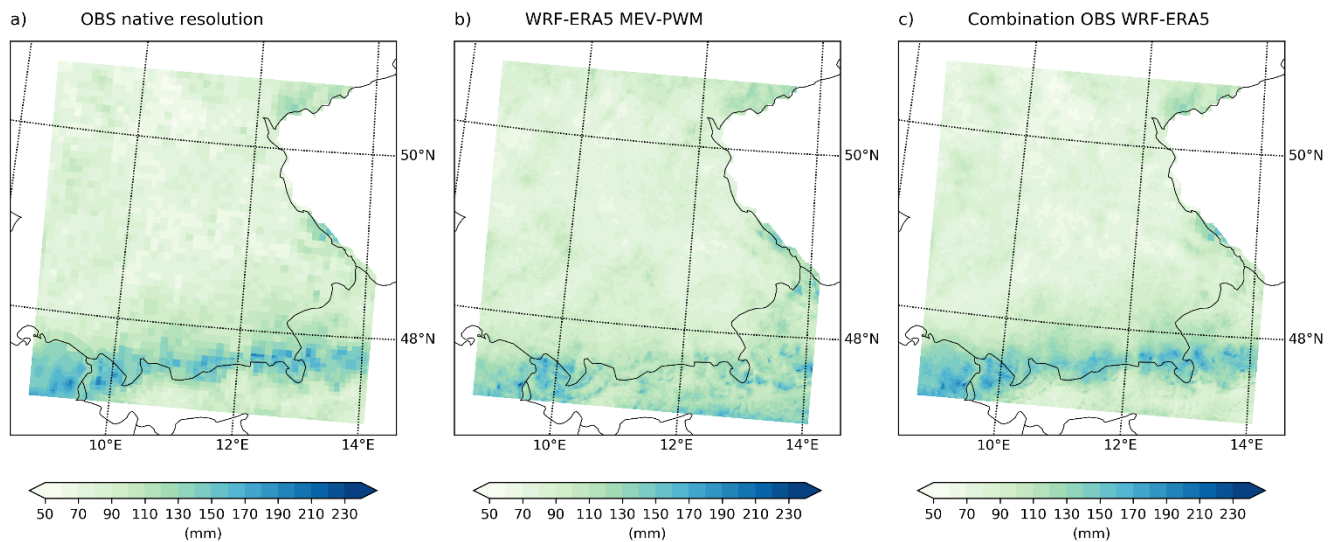 a) OBS native resolution
b) WRF-ERA5 MEV-PWM
c) Combination OBS WRF-ERA5
50°N
48°N
10°E 12°E 14°E
50°N
48°N
10°E 12°E 14°E
50°N
48°N
10°E 12°E 14°E
50 70 90 110 130 150 170 190 210 230
(mm)
50 70 90 110 130 150 170 190 210 230
(mm)
50 70 90 110 130 150 170 190 210 230
(mm)